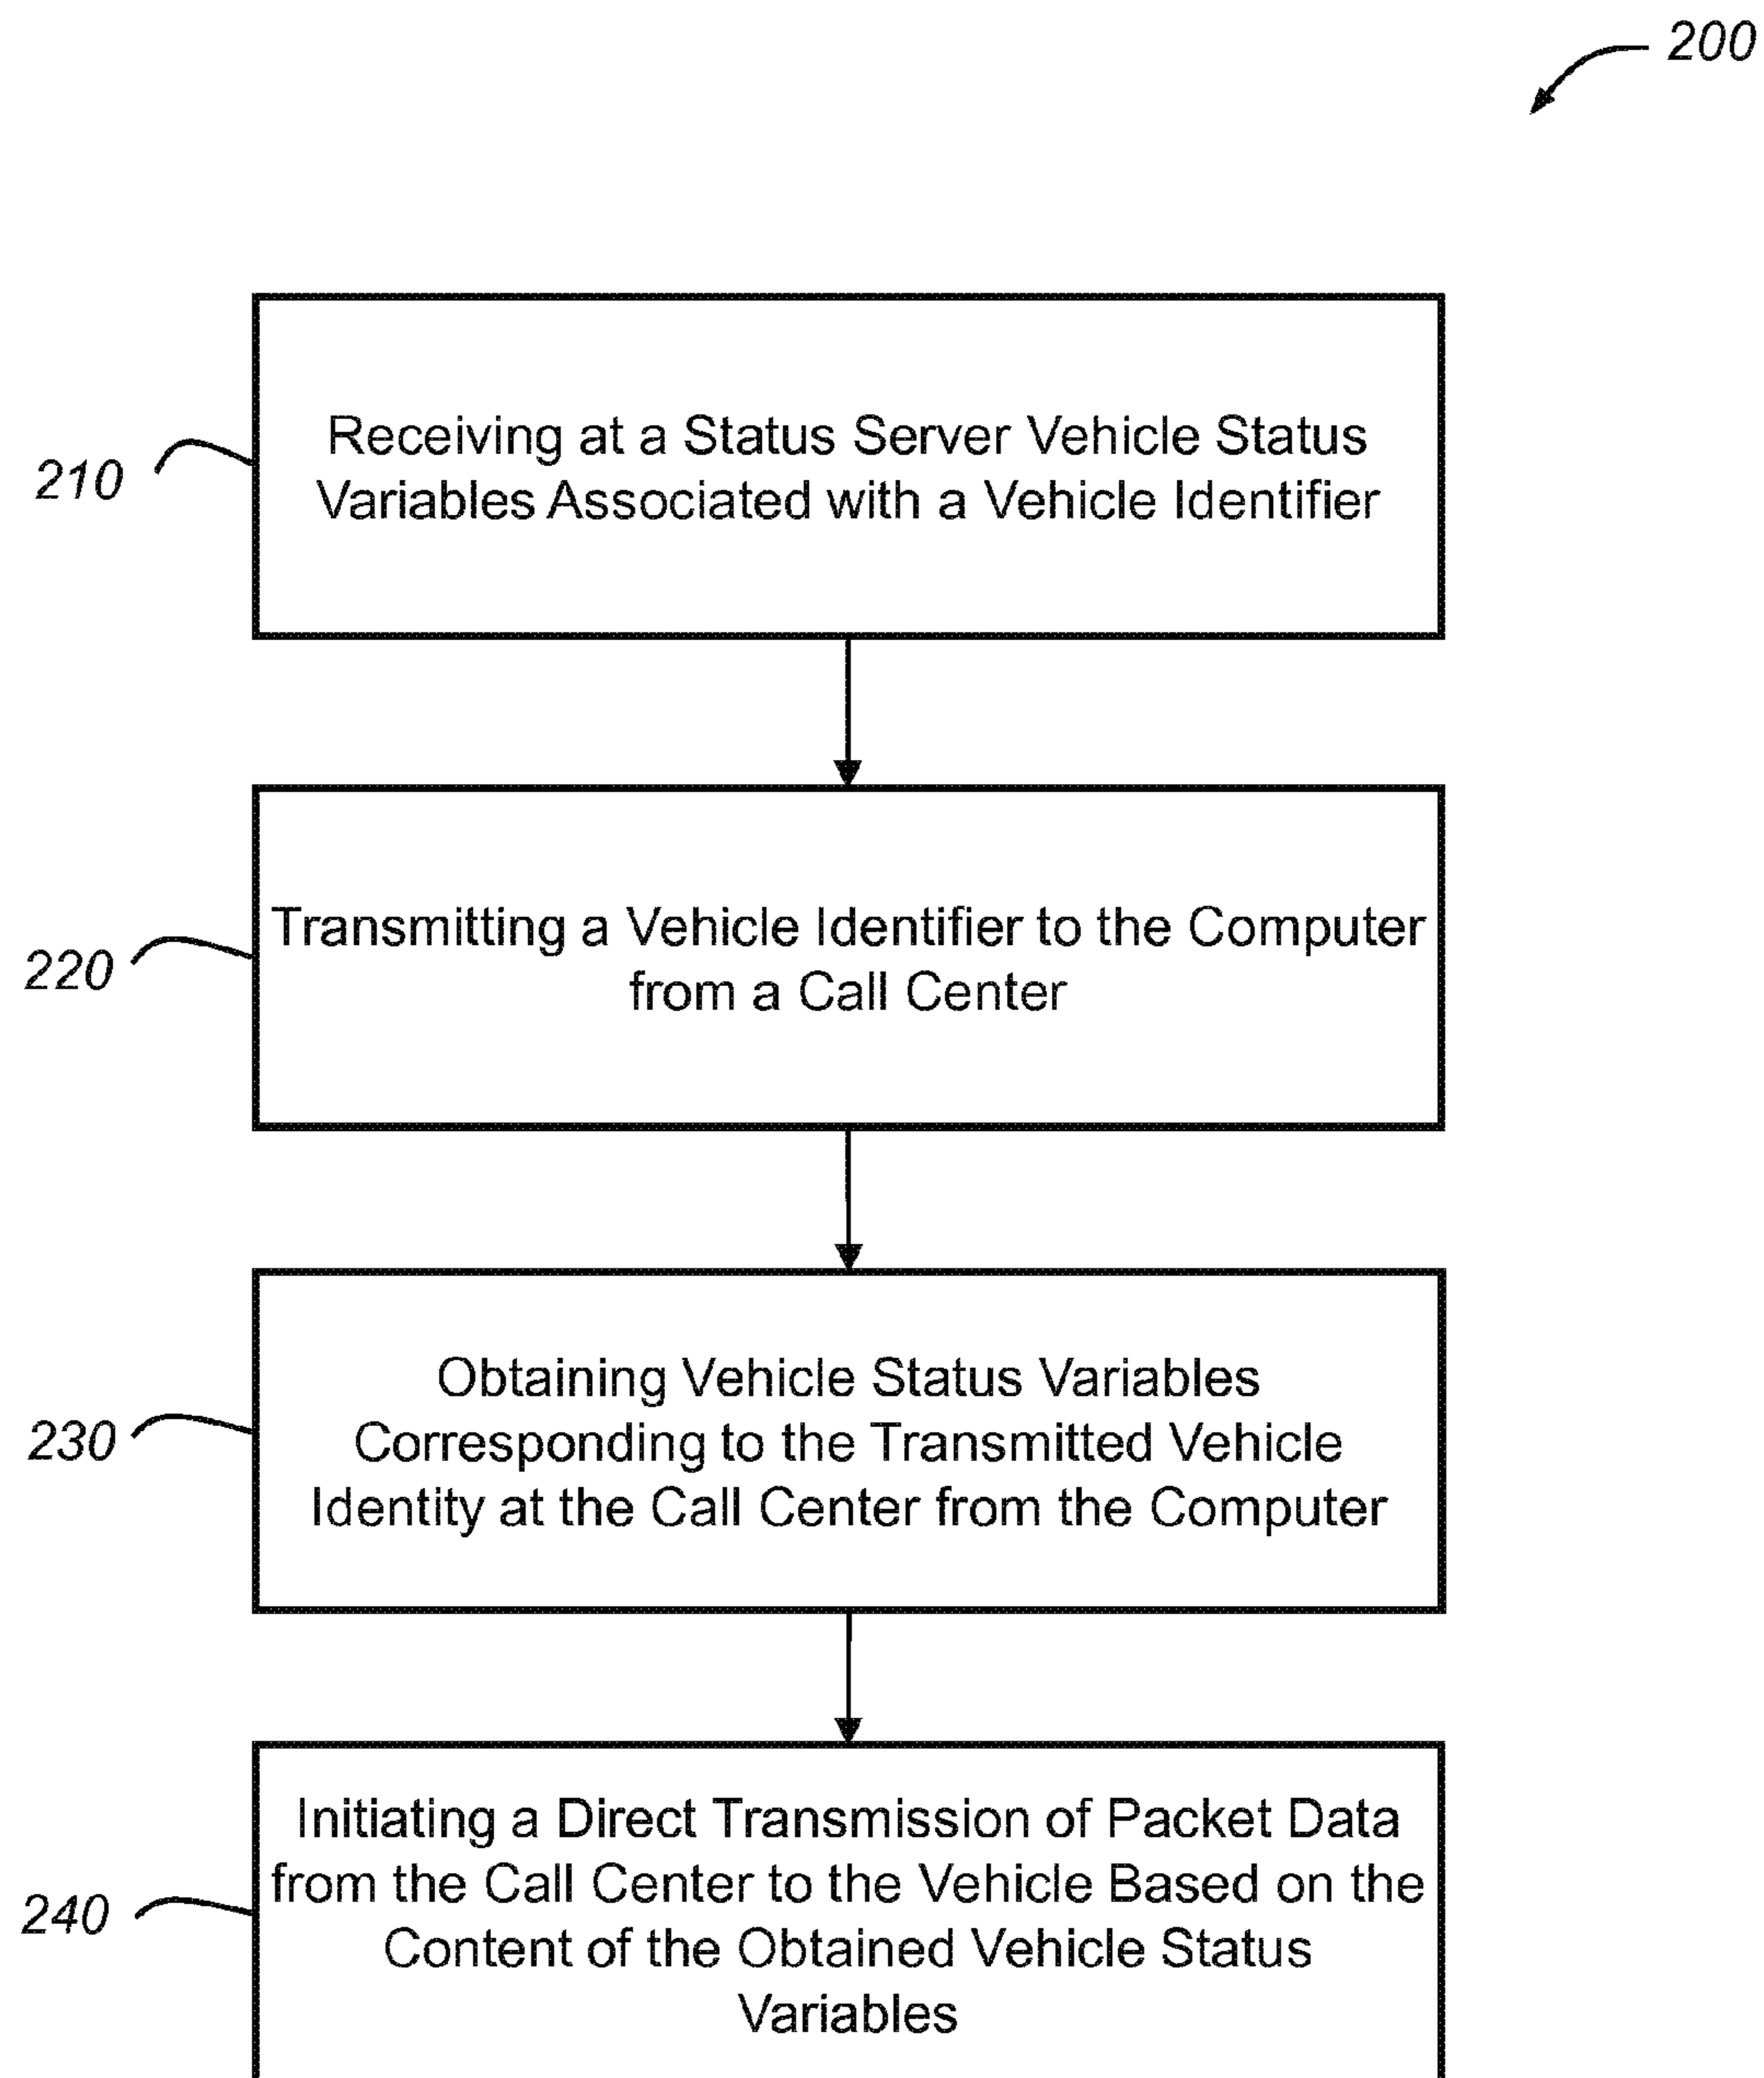 200
210
Receiving at a Status Server Vehicle Status
Variables Associated with a Vehicle Identifier
220
Transmitting a Vehicle Identifier to the Computer
from a Call Center
230
Obtaining Vehicle Status Variables
Corresponding to the Transmitted Vehicle
Identity at the Call Center from the Computer
240
Initiating a Direct Transmission of Packet Data
from the Call Center to the Vehicle Based on the
Content of the Obtained Vehicle Status
Variables